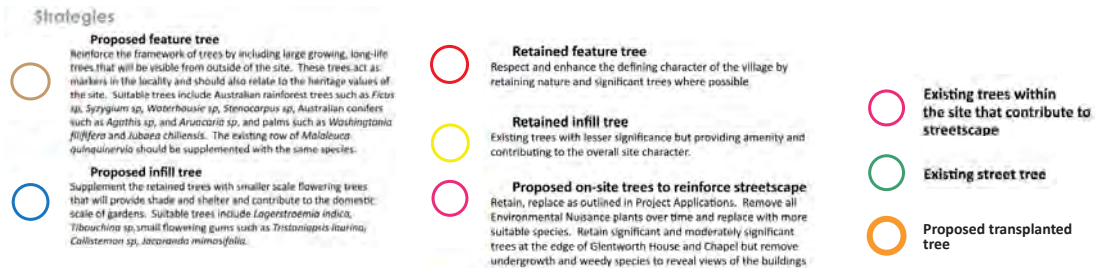 Strategies
Proposed feature tree
Reinforce the framework of trees by including large growing, long-life
trees that will be visible from outside of the site. These trees act as
markers in the locality and should also relate to the heritage values of
the site. Suitable trees include Australian rainforest trees such as Ficus
sp, Syzygium sp, Waterhousie sp, Stenocarpus sp, Australian conifers
such as Agathis sp, and Aruacaria sp, and palms such as Washingtonia
filififera and Jubaea chiliensis. The existing row of Malaleuca
quinquinervia should be supplemented with the same species.
Proposed infill tree
Supplement the retained trees with smaller scale flowering trees
that will provide shade and shelter and contribute to the domestic
scale of gardens. Suitable trees include Lagerstroemia indica,
Tibouchina sp, small flowering gums such as Tristaniopsis laurina,
Callistemon sp, Jacaranda mimosifolia.
Retained feature tree
Respect and enhance the defining character of the village by
retaining nature and significant trees where possible
Retained infill tree
Existing trees with lesser significance but providing amenity and
contributing to the overall site character.
Proposed on-site trees to reinforce streetscape
Retain, replace as outlined in Project Applications. Remove all
Environmental Nuisance plants over time and replace with more
suitable species. Retain significant and moderately significant
trees at the edge of Glentworth House and Chapel but remove
undergrowth and weedy species to reveal views of the buildings
Existing trees within
the site that contribute to
streetscape
Existing street tree
Proposed transplanted
tree